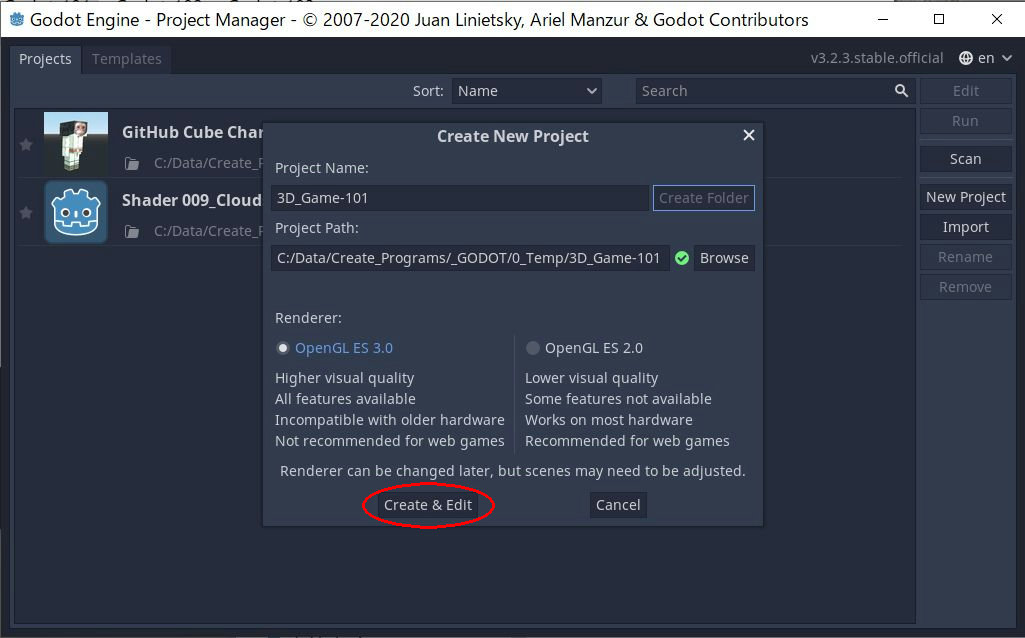 Godot Engine - Project Manager - © 2007-2020 Juan Linietsky, Ariel Manzur & Godot Contributors
Projects
Templates
v3.2.3.stable.official
en
Sort:
Name
Search
Edit
Run
Scan
New Project
Import
Rename
Remove
GitHub Cube Char
C:/Data/Create_P
Shader 009_Cloud
C:/Data/Create_P
Create New Project
Project Name:
3D_Game-101
Create Folder
Project Path:
C:/Data/Create_Programs/_GODOT/0_Temp/3D_Game-101
Browse
Renderer:
OpenGL ES 3.0
Higher visual quality
All features available
Incompatible with older hardware
Not recommended for web games
OpenGL ES 2.0
Lower visual quality
Some features not available
Works on most hardware
Recommended for web games
Renderer can be changed later, but scenes may need to be adjusted.
Create & Edit
Cancel